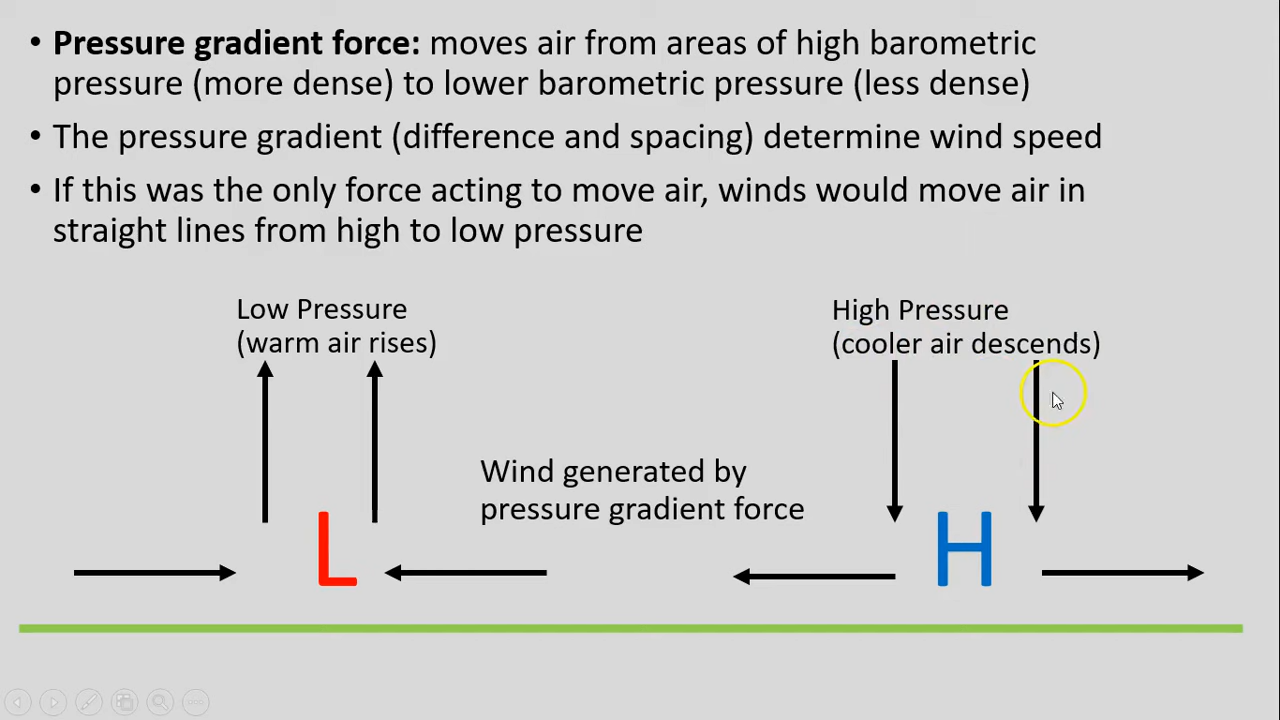 • Pressure gradient force: moves air from areas of high barometric
pressure (more dense) to lower barometric pressure (less dense)
• The pressure gradient (difference and spacing) determine wind speed
• If this was the only force acting to move air, winds would move air in
straight lines from high to low pressure
Low Pressure
(warm air rises)
High Pressure
(cooler air descends)
Wind generated by
pressure gradient force
L
H